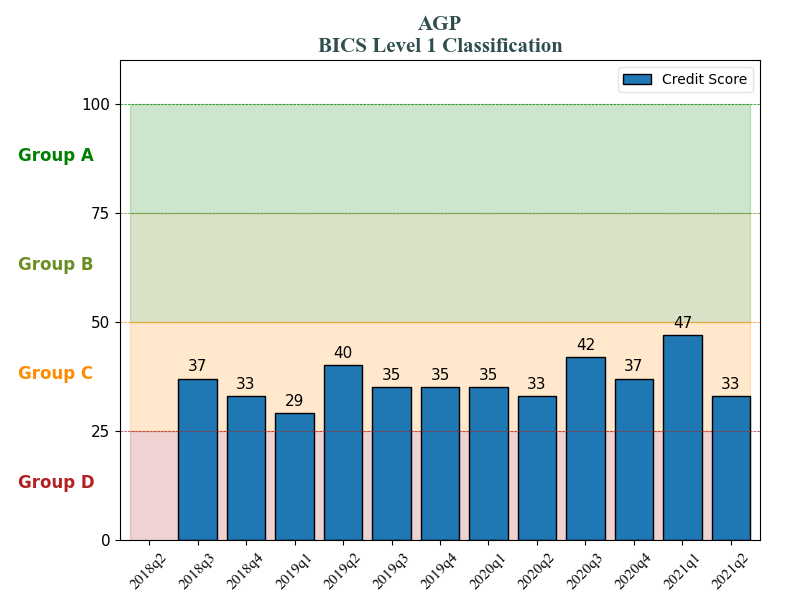 AGP
BICS Level 1 Classification
Credit Score
100
Group A
75
Group B
50
47
42
40
37
37
35
35
35
33
33
33
29
Group C
25
Group D
0
2018q2
2018q3
2018q4
2019q1
2019q2
2019q3
2019q4
2020q1
2020q2
2020q3
2020q4
2021q1
2021q2